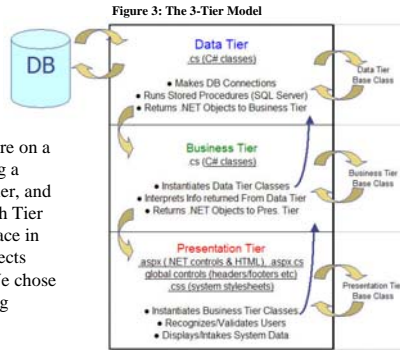 Figure 3: The 3-Tier Model
DB
Data Tier
.cs (C# classes)
• Makes DB Connections
• Runs Stored Procedures (SQL Server)
• Returns .NET Objects to Business Tier
Data Tier
Base Class
Business Tier
.cs (C# classes)
• Instantiates Data Tier Classes
• Interprets Info returned From Data Tier
• Returns .NET Objects to Pres. Tier
Business Tier
Base Class
Presentation Tier
aspx (.NET controls & HTML), aspx.cs
global controls (headers/footers etc)
.css (system stylesheets)
• Instantiates Business Tier Classes
• Recognizes/Validates Users
• Displays/Intakes System Data
Presentation Tier
Base Class
re on a
g a
er, and
h Tier
ace in
ects
e chose
g